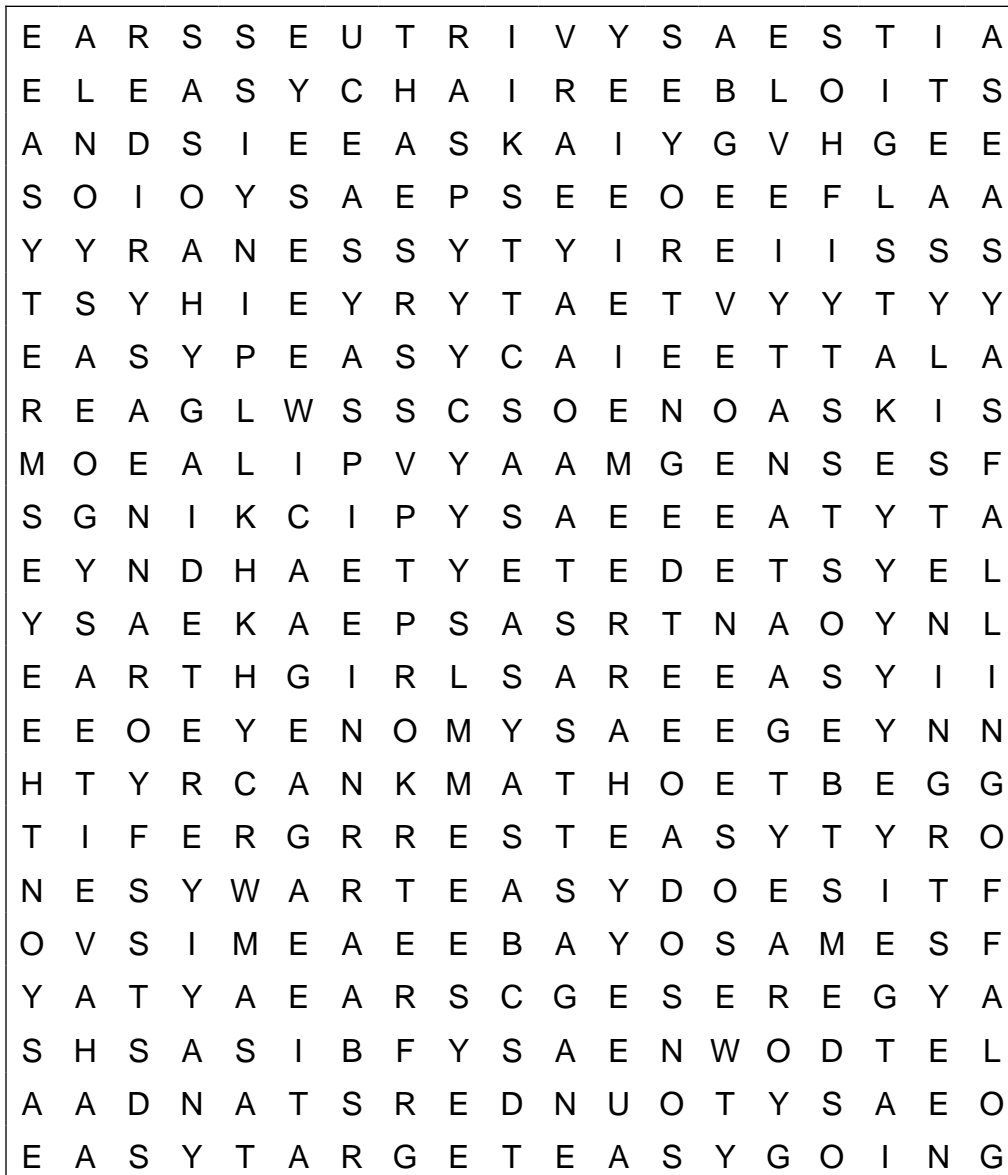 E A R S S E U T R I V Y S A E S T I A
E L E A S Y C H A I R E E B L O I T S
A N D S I E E A S K A I Y G V H G E E
S O I O Y S A E P S E E O E E F L A A
Y Y R A N E S S Y T Y I R E I I S S S
T S Y H I E Y R Y T A E T V Y Y T Y Y
E A S Y P E A S Y C A I E E T T A L A
R E A G L W S S C S O E N O A S K I S
M O E A L I P V Y A A M G E N S E S F
S G N I K C I P Y S A E E E A T Y T A
E Y N D H A E T Y E T E D E T S Y E L
Y S A E K A E P S A S R T N A O Y N L
E A R T H G I R L S A R E E A S Y I I
E E O E Y E N O M Y S A E E G E Y N N
H T Y R C A N K M A T H O E T B E G G
T I F E R G R R E S T E A S Y T Y R O
N E S Y W A R T E A S Y D O E S I T F
O V S I M E A E E B A Y O S A M E S F
Y A T Y A E A R S C G E S E R E G Y A
S H S A S I B F Y S A E N W O D T E L
A A D N A T S R E D N U O T Y S A E O
E A S Y T A R G E T E A S Y G O I N G